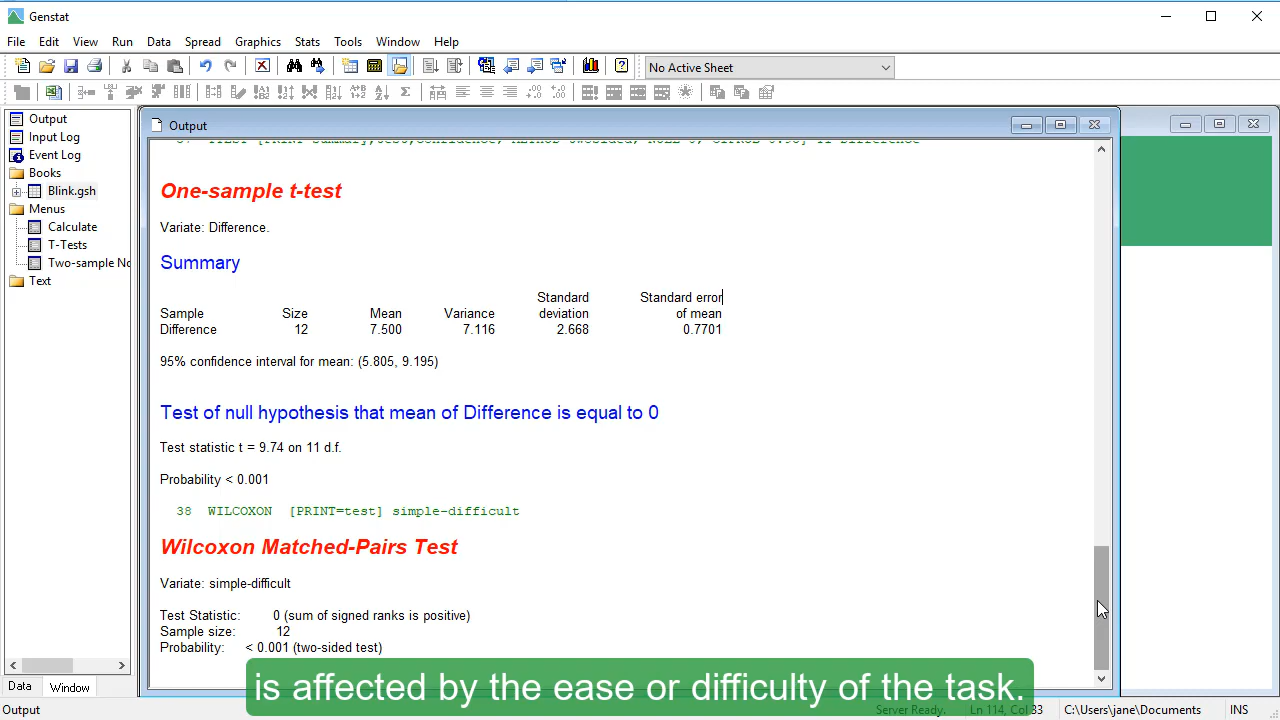 Genstat
File Edit View Run Data Spread Graphics Stats Tools Window Help
No Active Sheet
Output
Input Log
Event Log
Books
Blink.gsh
Menus
Calculate
T-Tests
Two-sample No
Text
Data Window
Output
One-sample t-test
Variate: Difference.
Summary
Standard Standard error
Sample Size Mean Variance deviation of mean
Difference 12 7.500 7.116 2.668 0.7701
95% confidence interval for mean: (5.805, 9.195)
Test of null hypothesis that mean of Difference is equal to 0
Test statistic t = 9.74 on 11 d.f.
Probability < 0.001
38 WILCOXON [PRINT=test] simple-difficult
Wilcoxon Matched-Pairs Test
Variate: simple-difficult
Test Statistic: 0 (sum of signed ranks is positive)
Sample size: 12
Probability: < 0.001 (two-sided test)
is affected by the ease or difficulty of the task.
Output Server Ready. Ln 114, Col 83 C:\Users\jane\Documents INS